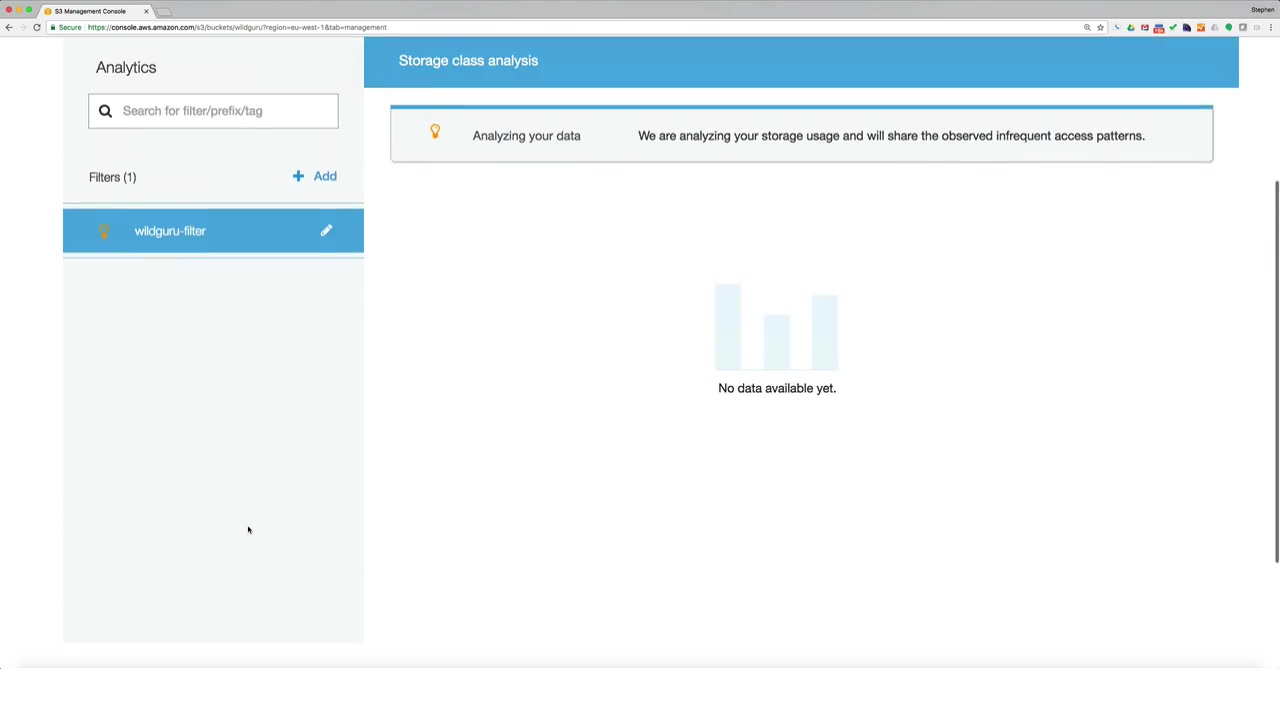 S3 Management Console
Stephen
Secure
https://console.aws.amazon.com/s3/buckets/wildguru?region=eu-west-1&tab=management
Analytics
Storage class analysis
Search for filter/prefix/tag
Analyzing your data
We are analyzing your storage usage and will share the observed infrequent access patterns.
Filters (1)
Add
wildguru-filter
No data available yet.